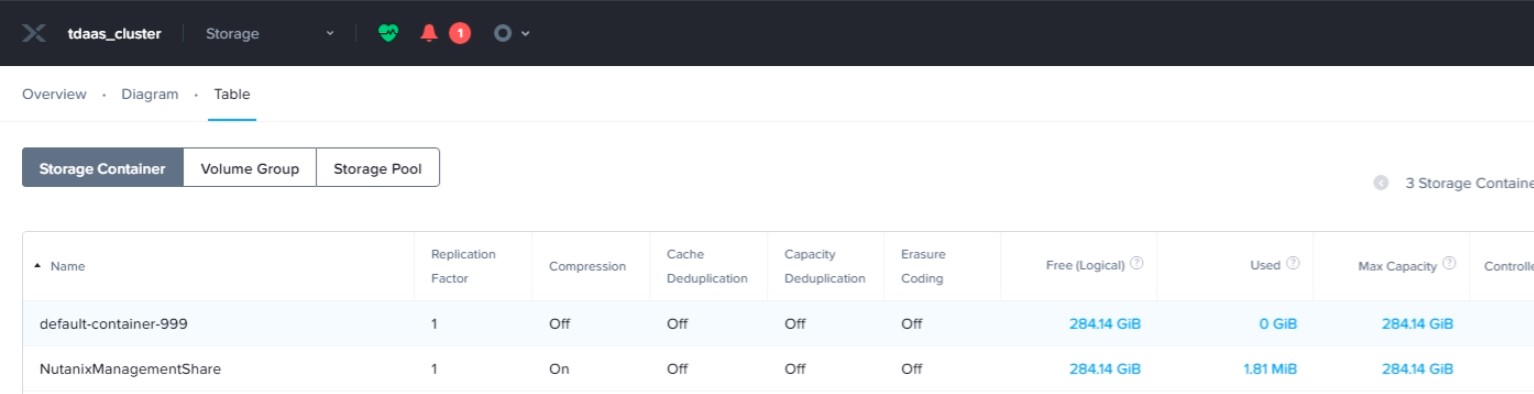 tdaas_cluster Storage 1
Overview · Diagram · Table
Storage Container Volume Group Storage Pool
3 Storage Containe
Name Replication Factor Compression Cache Deduplication Capacity Deduplication Erasure Coding Free (Logical) ? Used ? Max Capacity ? Controlle
default-container-999 1 Off Off Off Off 284.14 GiB 0 GiB 284.14 GiB
NutanixManagementShare 1 On Off Off Off 284.14 GiB 1.81 MiB 284.14 GiB